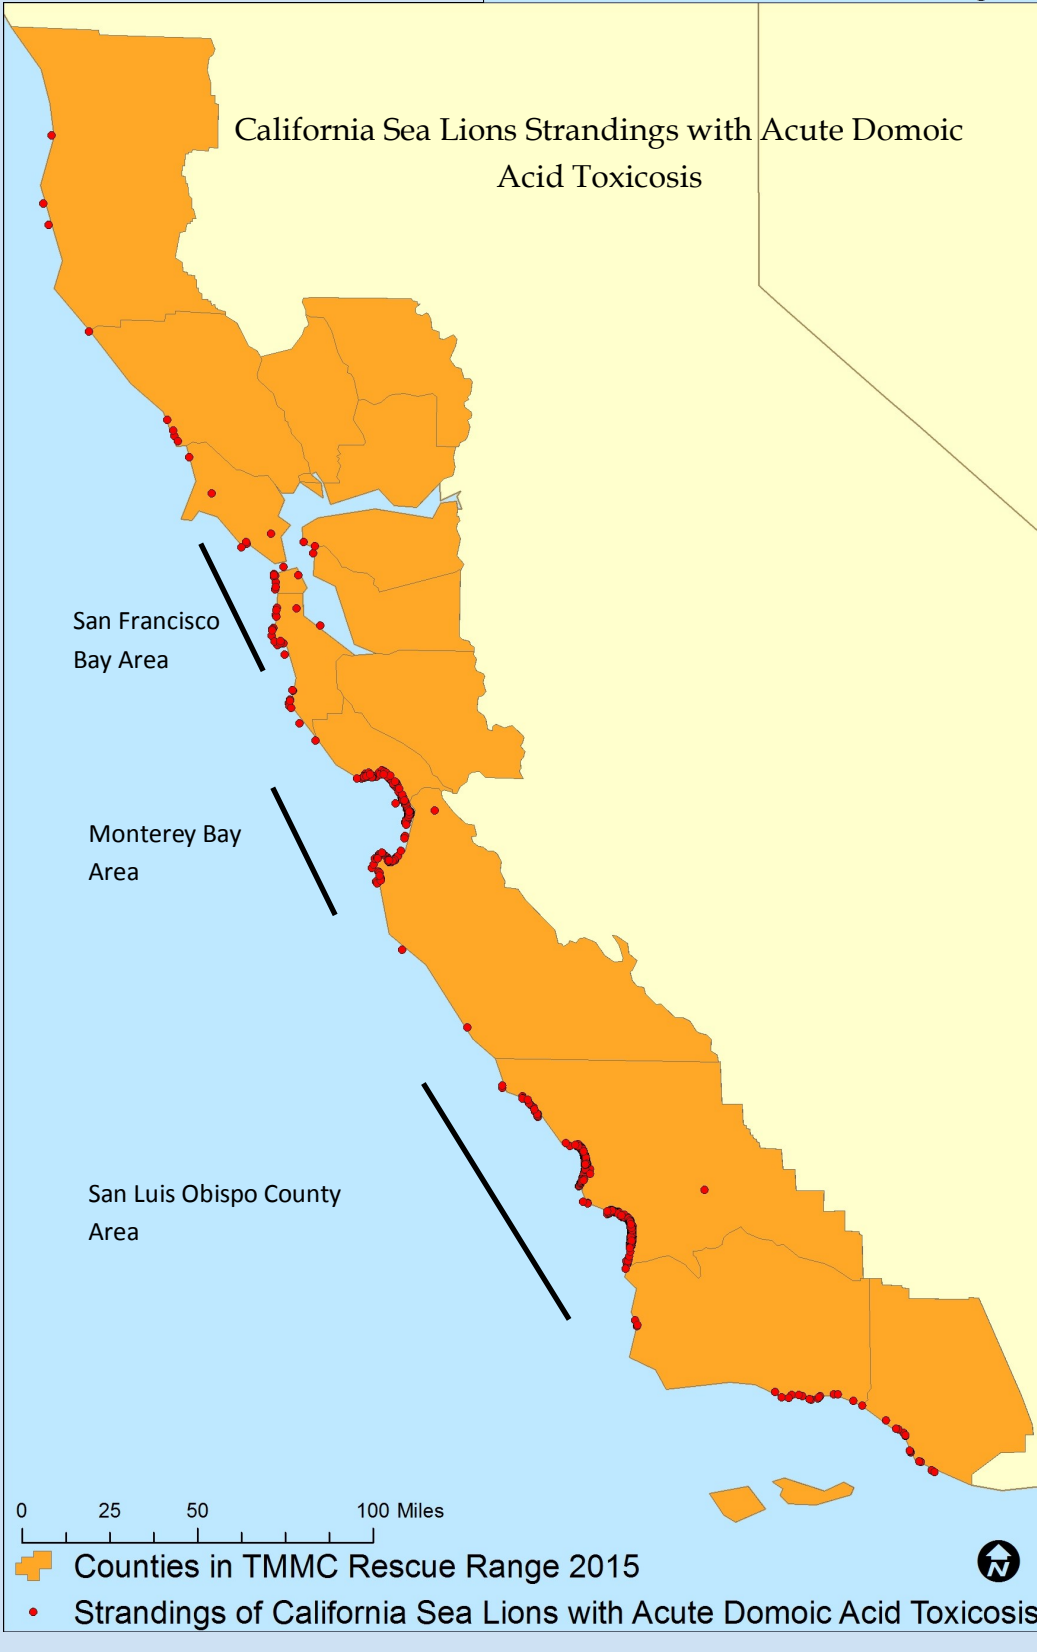 California Sea Lions Strandings with Acute Domoic
Acid Toxicosis
San Francisco
Bay Area
Monterey Bay
Area
San Luis Obispo County
Area
0 25 50 100 Miles
Counties in TMMC Rescue Range 2015
N
Strandings of California Sea Lions with Acute Domoic Acid Toxicosis